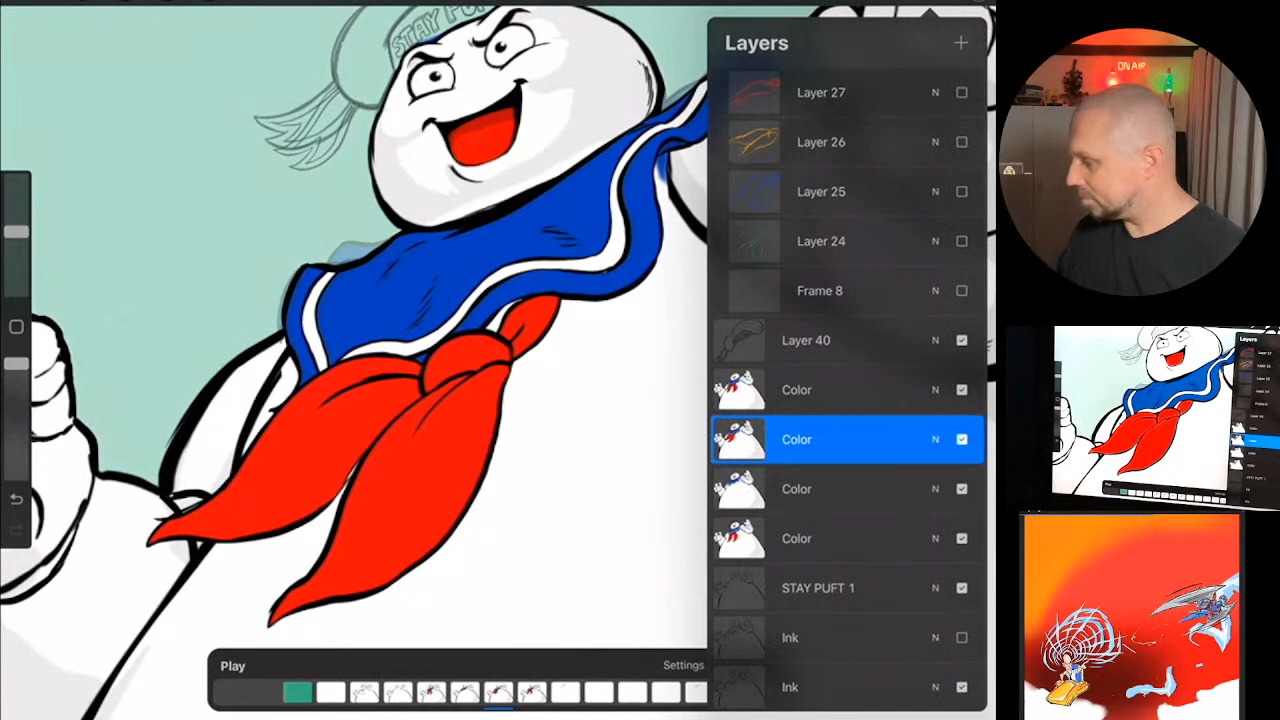 STAY PUF
Layers
Layer 27 N
Layer 26 N
Layer 25 N
Layer 24 N
Frame 8 N
Layer 40 N
Color N
Color N
Color N
Color N
STAY PUFT 1 N
Ink N
Ink N
Play Settings
ON AIR
Layers